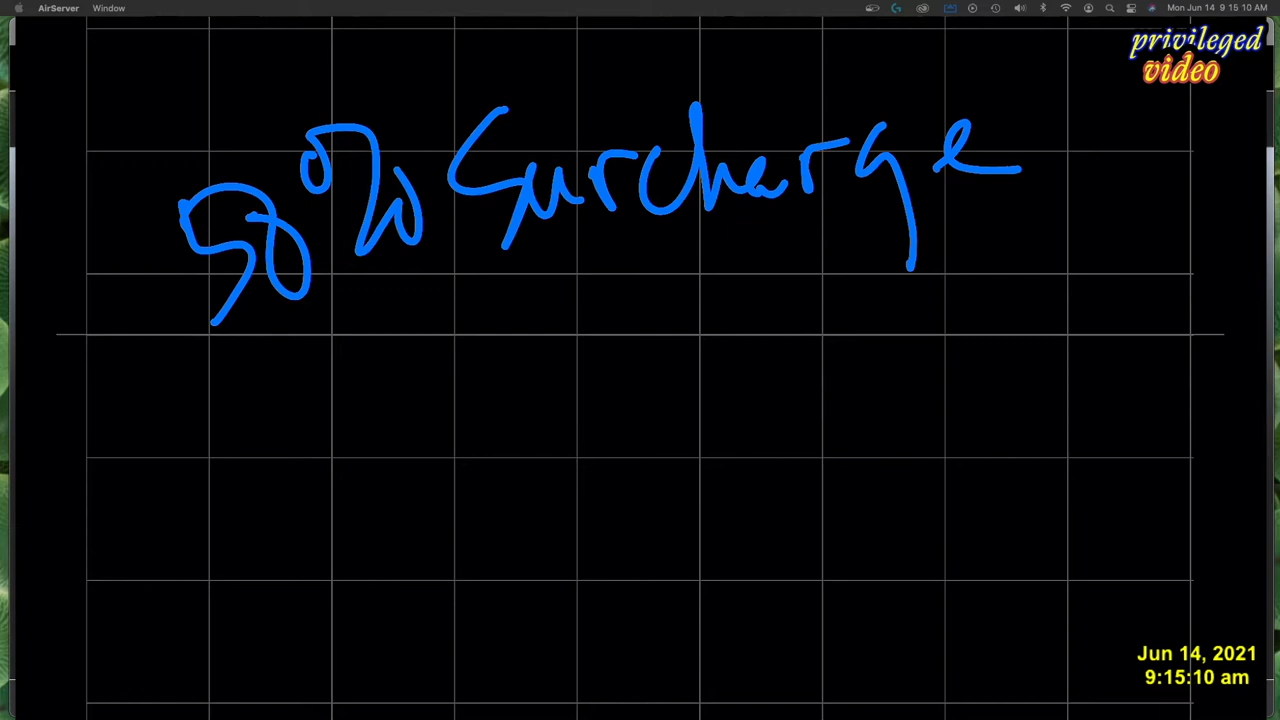 AirServer Window Mon Jun 14 9:15:10 AM
privileged
video
50% Surcharge
Jun 14, 2021
9:15:10 am